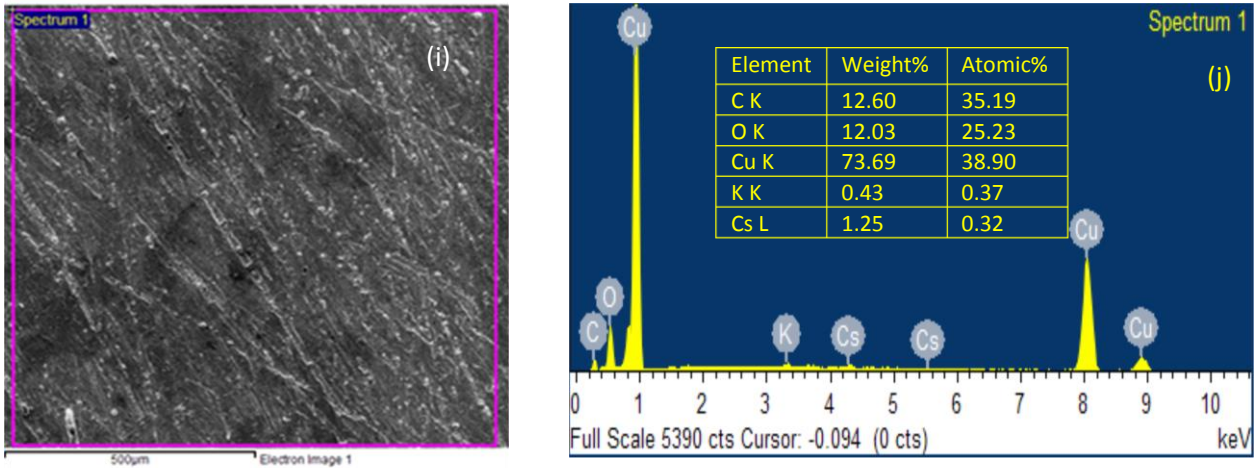 Spectrum 1
(i)
500µm Electron Image 1
Cu
Spectrum 1
(j)
Element Weight% Atomic%
C K 12.60 35.19
O K 12.03 25.23
Cu K 73.69 38.90
K K 0.43 0.37
Cs L 1.25 0.32
C O K Cs Cs Cu Cu
0 1 2 3 4 5 6 7 8 9 10
Full Scale 5390 cts Cursor: -0.094 (0 cts) keV